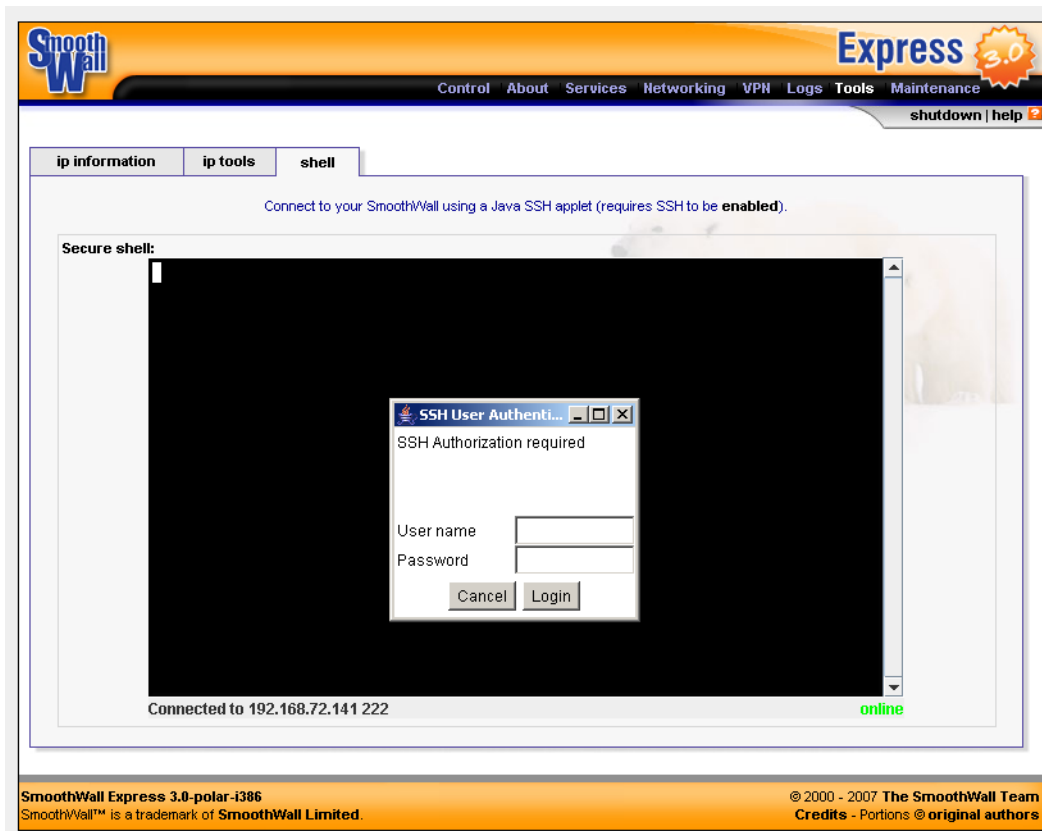 Smooth
Wall
Express 3.0
Control About Services Networking VPN Logs Tools Maintenance
shutdown | help ?
ip information ip tools shell
Connect to your SmoothWall using a Java SSH applet (requires SSH to be enabled).
Secure shell:
SSH User Authenti...
SSH Authorization required
User name
Password
Cancel Login
Connected to 192.168.72.141 222 online
SmoothWall Express 3.0-polar-i386 © 2000 - 2007 The SmoothWall Team
SmoothWall™ is a trademark of SmoothWall Limited. Credits - Portions © original authors